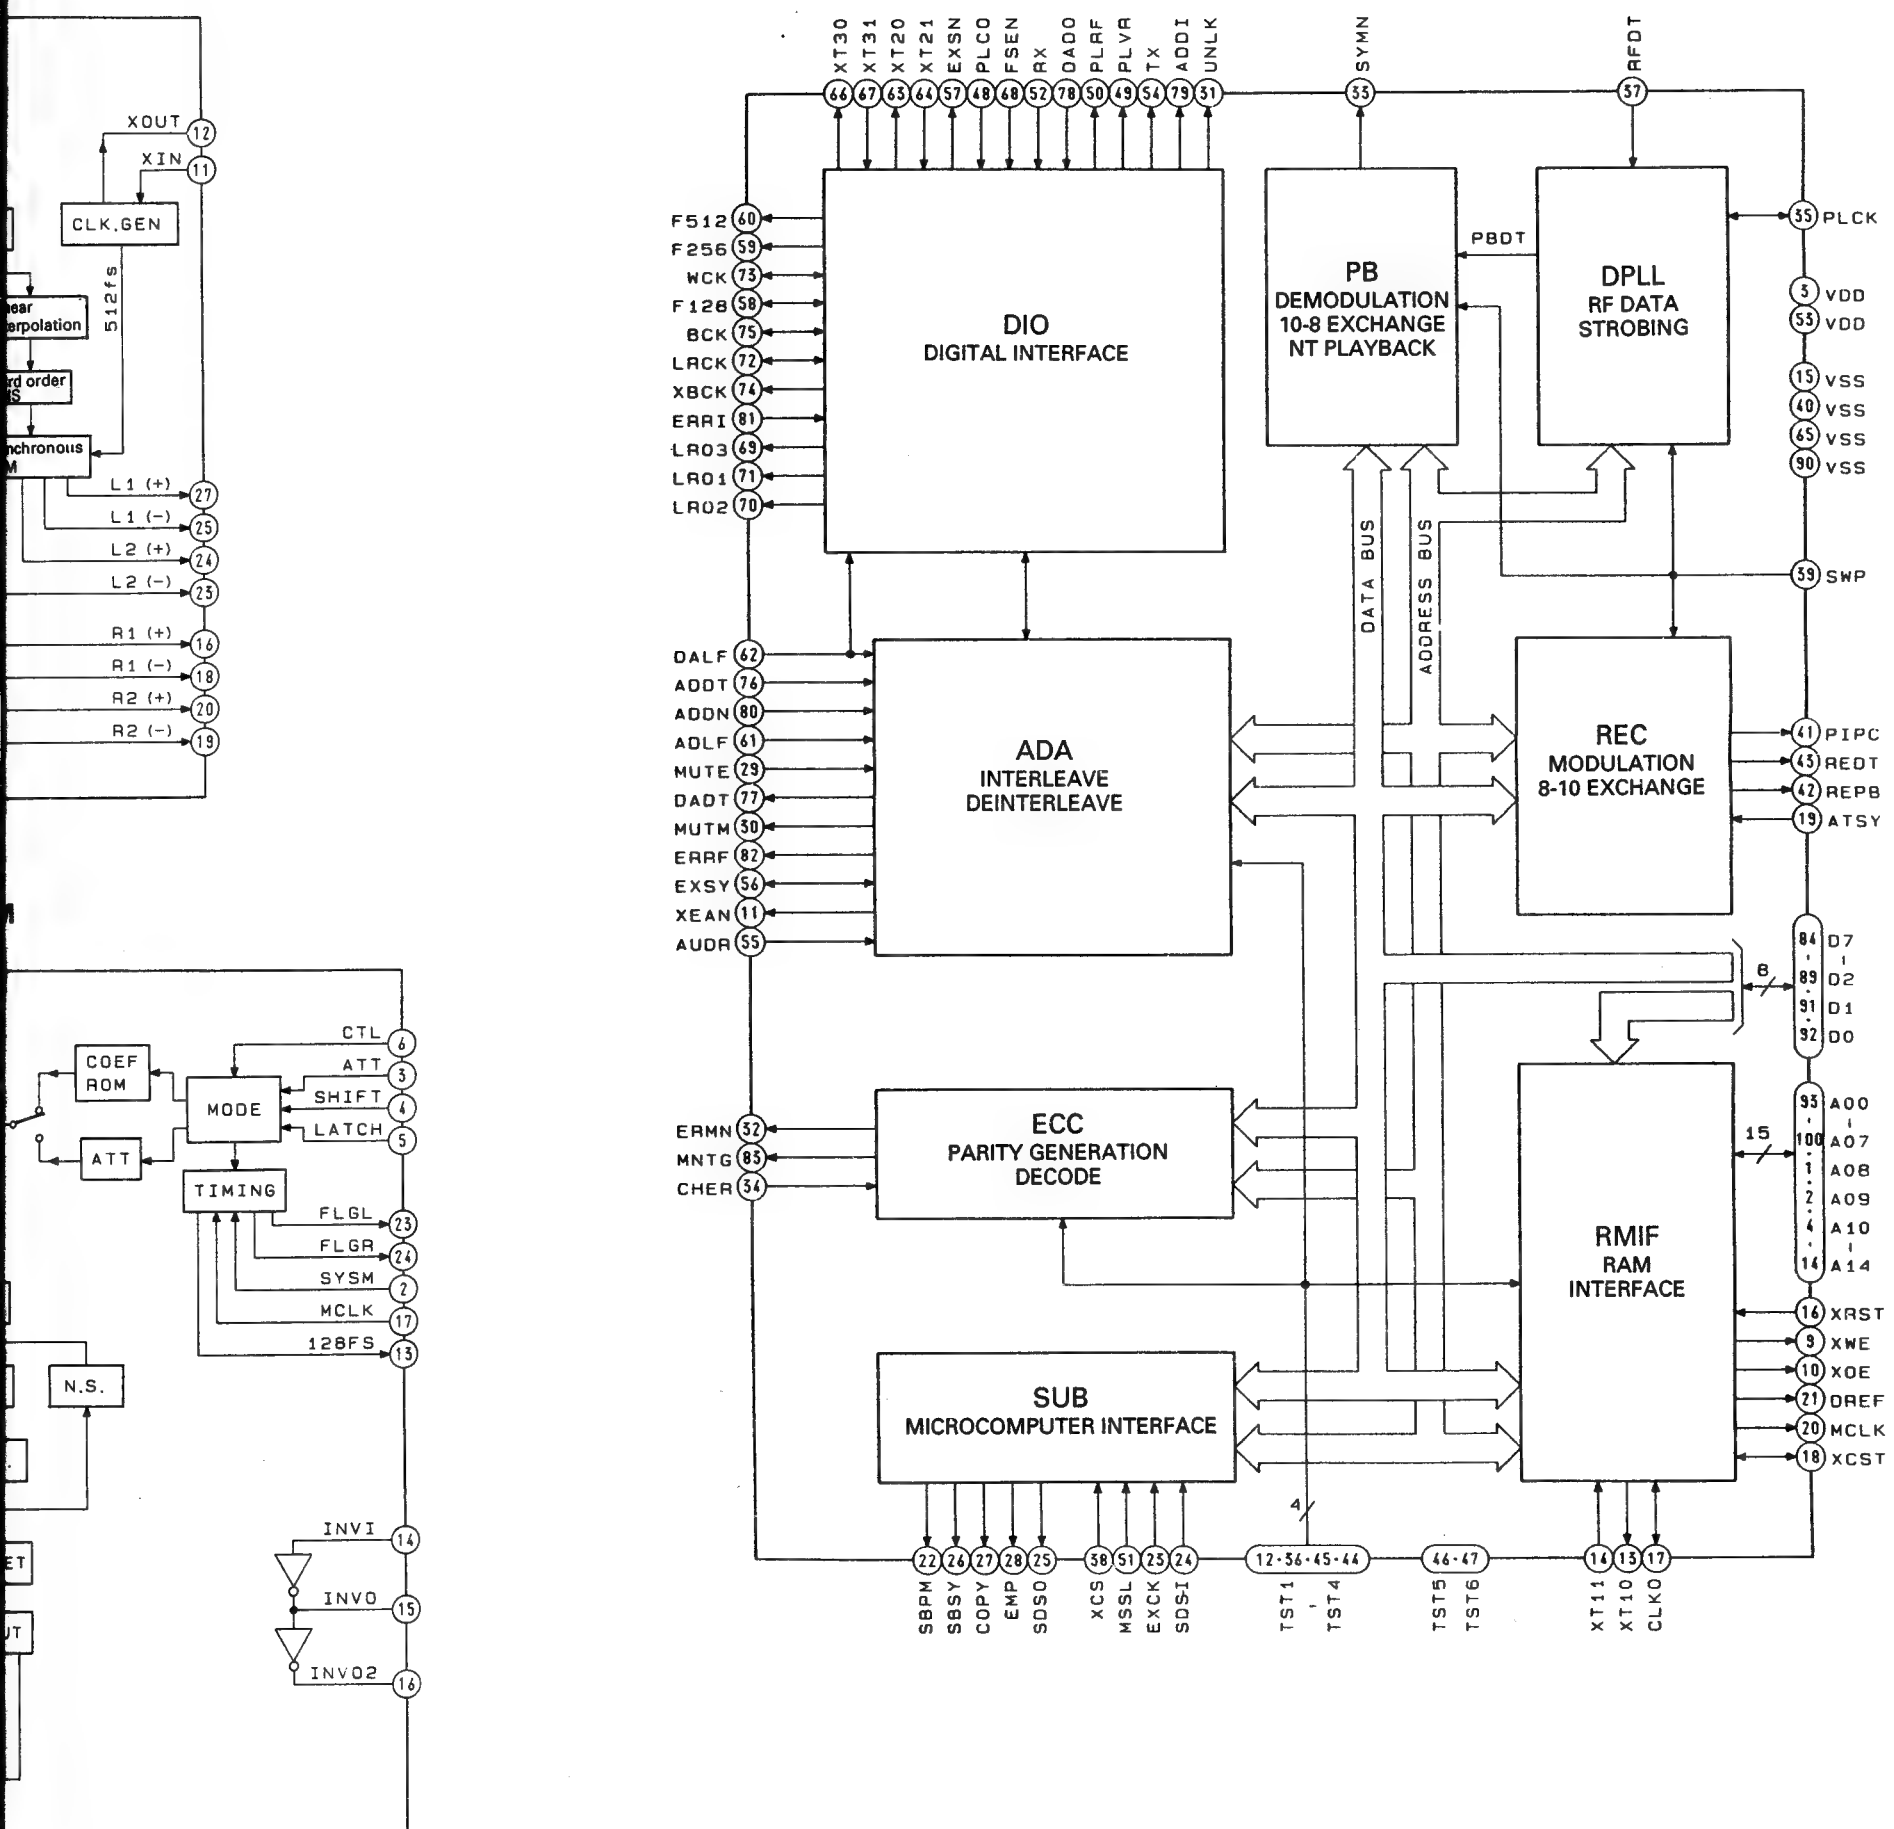 XOUT 12
XIN 11
CLK.GEN
512fs
near
erpolation
rd order
nchronous
L1 (+) 27
L1 (-) 25
L2 (+) 24
L2 (-) 23
R1 (+) 16
R1 (-) 18
R2 (+) 20
R2 (-) 19
CTL 6
ATT 3
SHIFT 4
LATCH 5
COEF
ROM
MODE
ATT
TIMING
FLGL 23
FLGR 24
SYSM 2
MCLK 17
128FS 13
N.S.
INVI 14
INVO 15
INVO2 16
ET
UT
XT30 XT31 XT20 XT21 EXSN PLCO FSEN RX DADO PLRF PLVR TX ADDI UNLK SYMN RFDT
66 67 63 64 57 48 68 52 78 50 49 54 79 31 33 37
F512 60
F256 59
WCK 73
F128 58
BCK 75
LRCK 72
XBCK 74
ERRI 81
LRO3 69
LRO1 71
LRO2 70
DIO
DIGITAL INTERFACE
PB
DEMODULATION
10-8 EXCHANGE
NT PLAYBACK
PBDT
DPLL
RF DATA
STROBING
35 PLCK
3 VDD
53 VDD
15 VSS
40 VSS
65 VSS
90 VSS
39 SWP
DATA BUS
ADDRESS BUS
DALF 62
ADDT 76
ADDN 80
ADLF 61
MUTE 29
DADT 77
MUTM 30
ERRF 82
EXSY 56
XEAN 11
AUDR 55
ADA
INTERLEAVE
DEINTERLEAVE
REC
MODULATION
8-10 EXCHANGE
41 PIPC
43 REDT
42 REPB
19 ATSY
8
84 D7
89 D2
91 D1
92 D0
ERMN 32
MNTG 83
CHER 34
ECC
PARITY GENERATION
DECODE
15
93 A00
100 A07
1 A08
2 A09
4 A10
14 A14
RMIF
RAM
INTERFACE
16 XRST
9 XWE
10 XOE
21 DREF
20 MCLK
18 XCST
SUB
MICROCOMPUTER INTERFACE
4
22 26 27 28 25 38 51 23 24 12·36·45·44 46·47 14 13 17
SBPM SBSY COPY EMP SDSO XCS MSSL EXCK SDSI TST1 TST4 TST5 TST6 XT11 XT10 CLKO